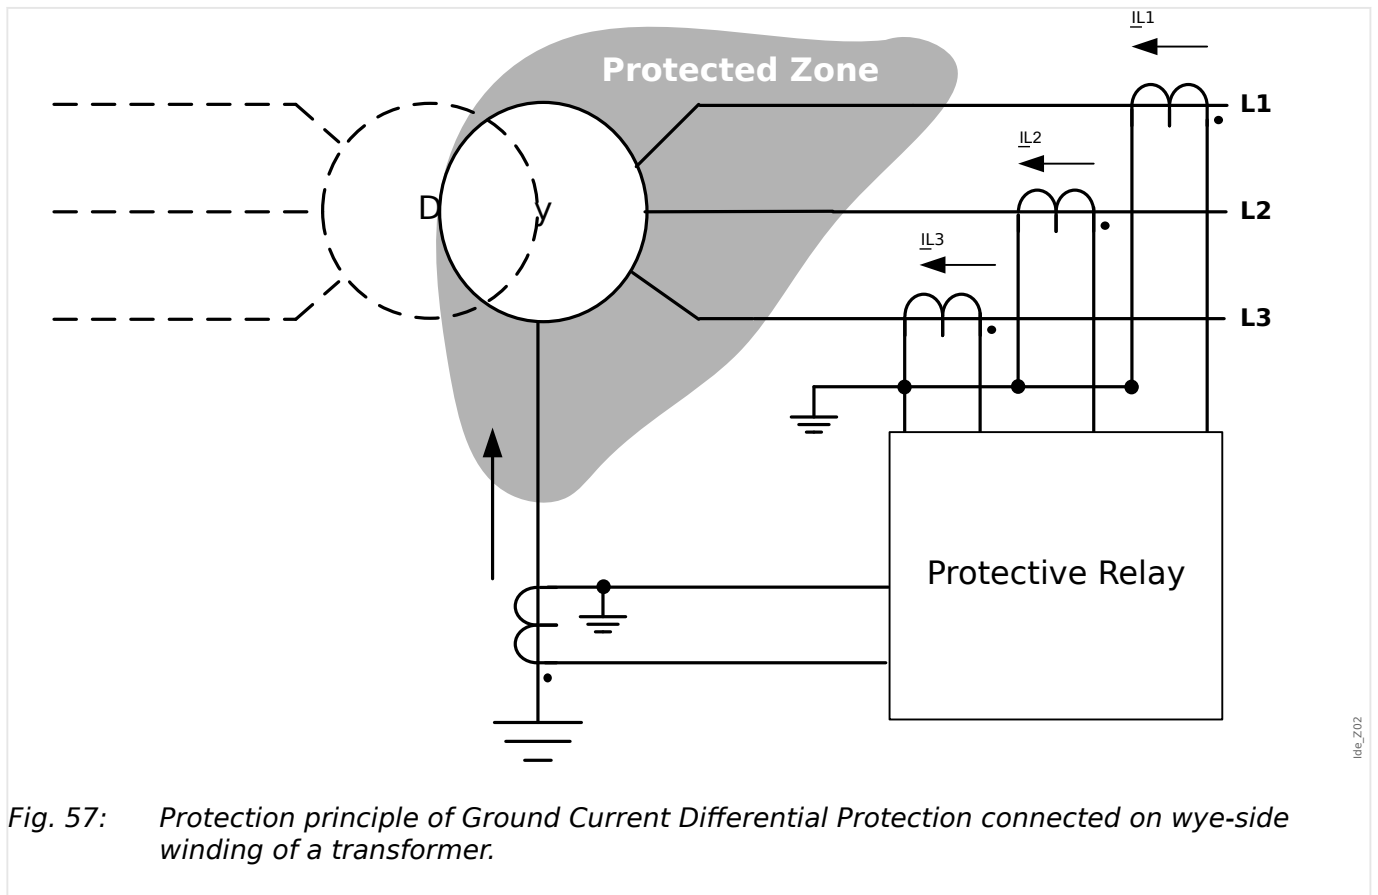 IL1
Protected Zone
L1
IL2
D
y
L2
IL3
L3
Protective Relay
Ide_Z02
Fig. 57: Protection principle of Ground Current Differential Protection connected on wye-side
winding of a transformer.